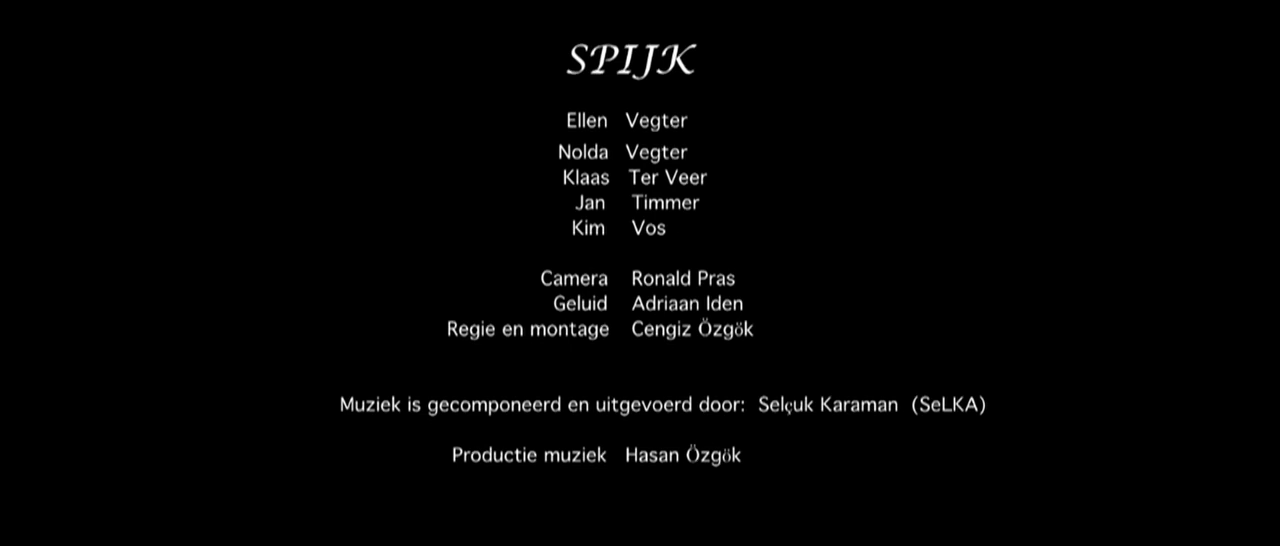 SPIJK
Ellen Vegter
Nolda Vegter
Klaas Ter Veer
Jan Timmer
Kim Vos
Camera Ronald Pras
Geluid Adriaan Iden
Regie en montage Cengiz Özgök
Muziek is gecomponeerd en uitgevoerd door: Selçuk Karaman (SeLKA)
Productie muziek Hasan Özgök